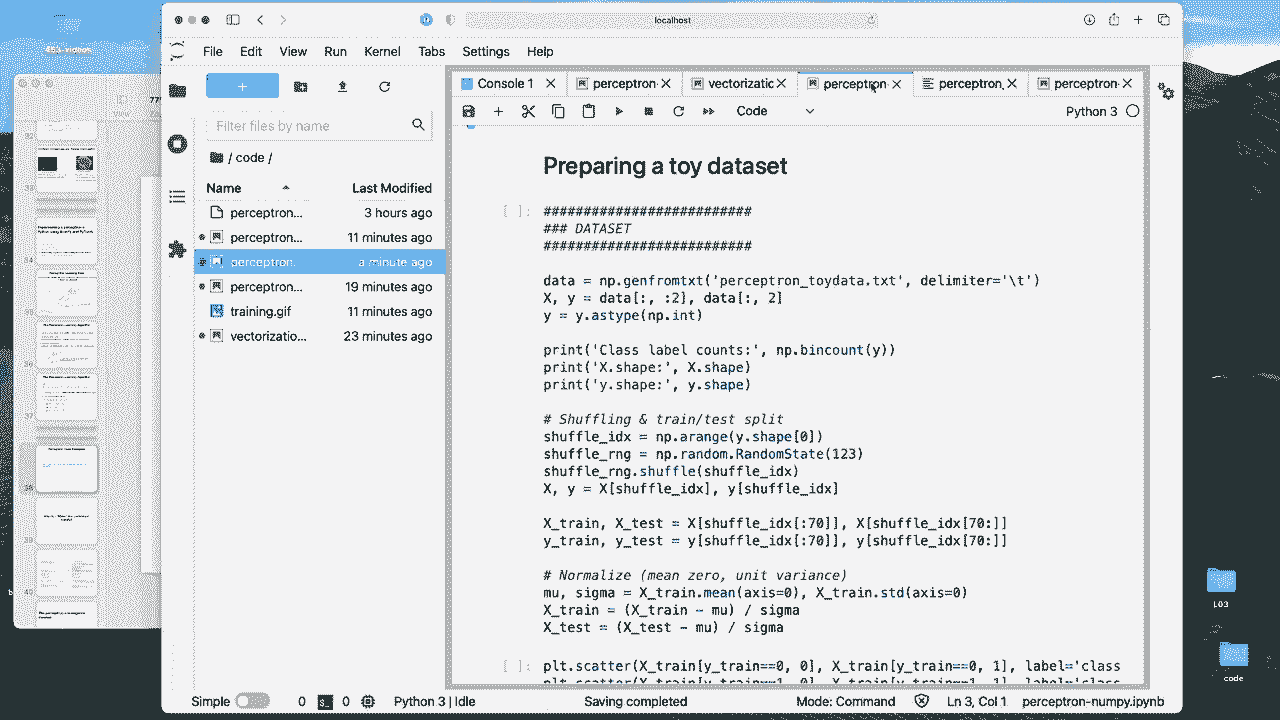 localhost
File Edit View Run Kernel Tabs Settings Help
Console 1 perceptron- vectorizatic perceptron- perceptron_ perceptron-
Code Python 3
Filter files by name
/ code /
Name Last Modified
perceptron... 3 hours ago
perceptron... 11 minutes ago
perceptron... a minute ago
perceptron... 19 minutes ago
training.gif 11 minutes ago
vectorizatio... 23 minutes ago
Preparing a toy dataset
[ ]: ##########################
### DATASET
##########################
data = np.genfromtxt('perceptron_toydata.txt', delimiter='\t')
X, y = data[:, :2], data[:, 2]
y = y.astype(np.int)
print('Class label counts:', np.bincount(y))
print('X.shape:', X.shape)
print('y.shape:', y.shape)
# Shuffling & train/test split
shuffle_idx = np.arange(y.shape[0])
shuffle_rng = np.random.RandomState(123)
shuffle_rng.shuffle(shuffle_idx)
X, y = X[shuffle_idx], y[shuffle_idx]
X_train, X_test = X[shuffle_idx[:70]], X[shuffle_idx[70:]]
y_train, y_test = y[shuffle_idx[:70]], y[shuffle_idx[70:]]
# Normalize (mean zero, unit variance)
mu, sigma = X_train.mean(axis=0), X_train.std(axis=0)
X_train = (X_train - mu) / sigma
X_test = (X_test - mu) / sigma
[ ]: plt.scatter(X_train[y_train==0, 0], X_train[y_train==0, 1], label='class
Simple 0 0 Python 3 | Idle Saving completed Mode: Command Ln 3, Col 1 perceptron-numpy.ipynb
L03
code